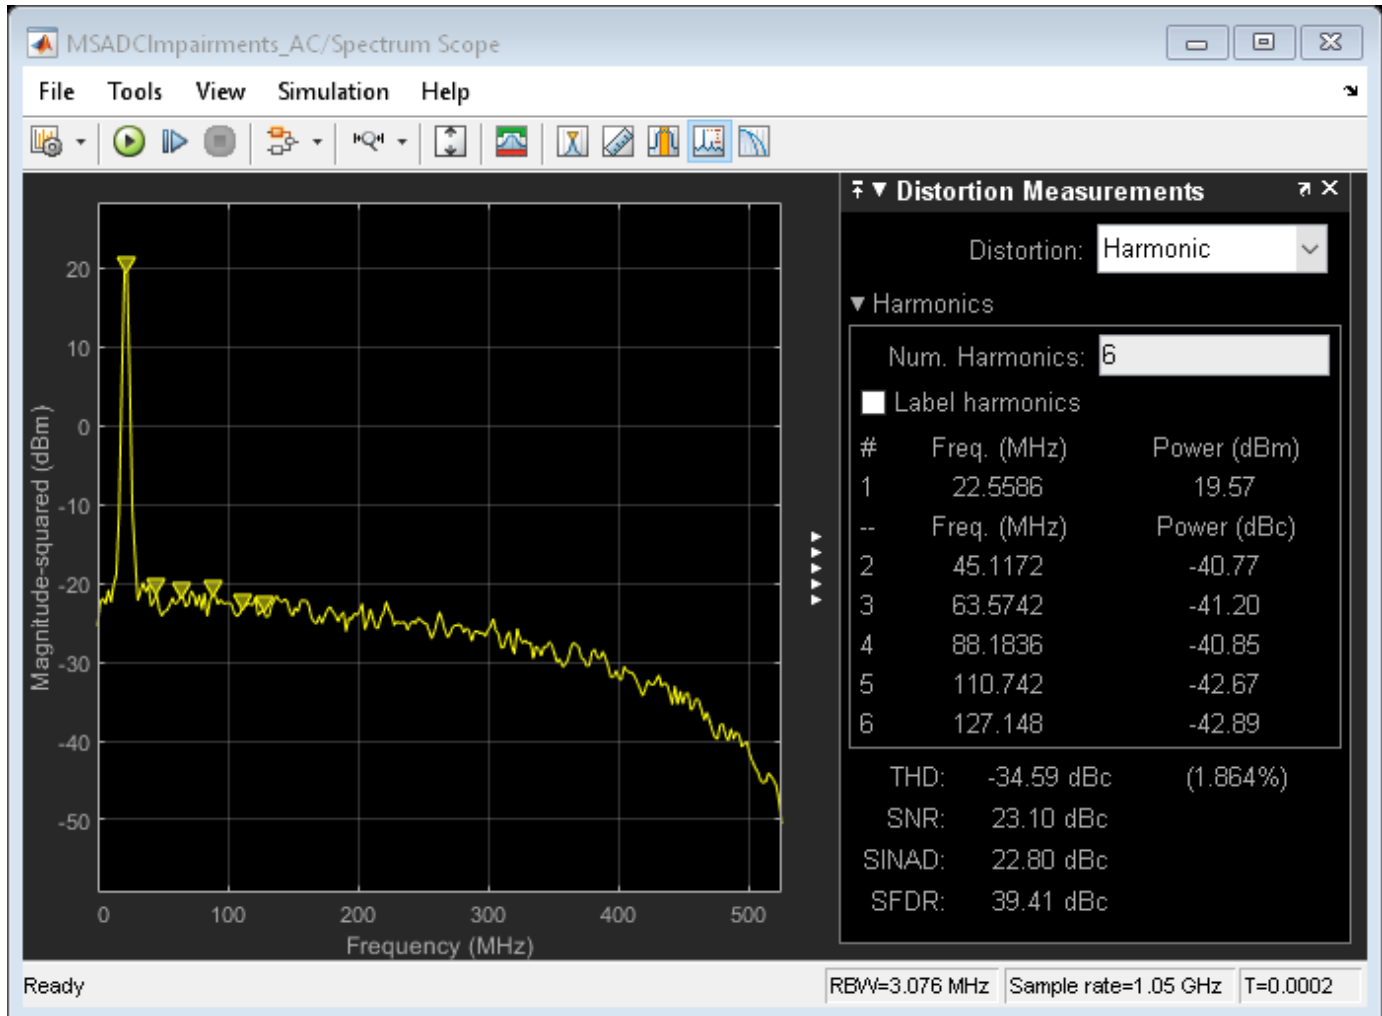 MSADCImpairments_AC/Spectrum Scope
File Tools View Simulation Help
20
10
0
-10
-20
-30
-40
-50
Magnitude-squared (dBm)
0 100 200 300 400 500
Frequency (MHz)
Distortion Measurements
Distortion: Harmonic
Harmonics
Num. Harmonics: 6
Label harmonics
# Freq. (MHz) Power (dBm)
1 22.5586 19.57
-- Freq. (MHz) Power (dBc)
2 45.1172 -40.77
3 63.5742 -41.20
4 88.1836 -40.85
5 110.742 -42.67
6 127.148 -42.89
THD: -34.59 dBc (1.864%)
SNR: 23.10 dBc
SINAD: 22.80 dBc
SFDR: 39.41 dBc
Ready RBW=3.076 MHz Sample rate=1.05 GHz T=0.0002